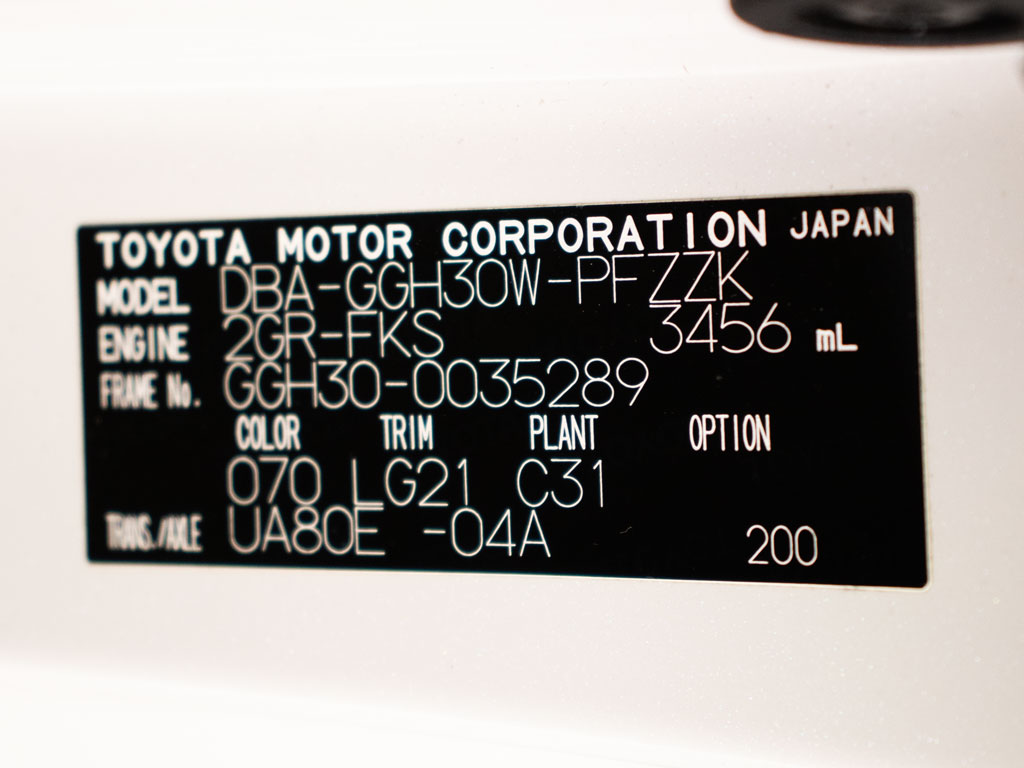 TOYOTA MOTOR CORPORATION JAPAN
MODEL DBA-GGH30W-PFZZK
ENGINE 2GR-FKS 3456 mL
FRAME No. GGH30-0035289
COLOR TRIM PLANT OPTION
070 LG21 C31
TRANS./AXLE UA80E -04A 200